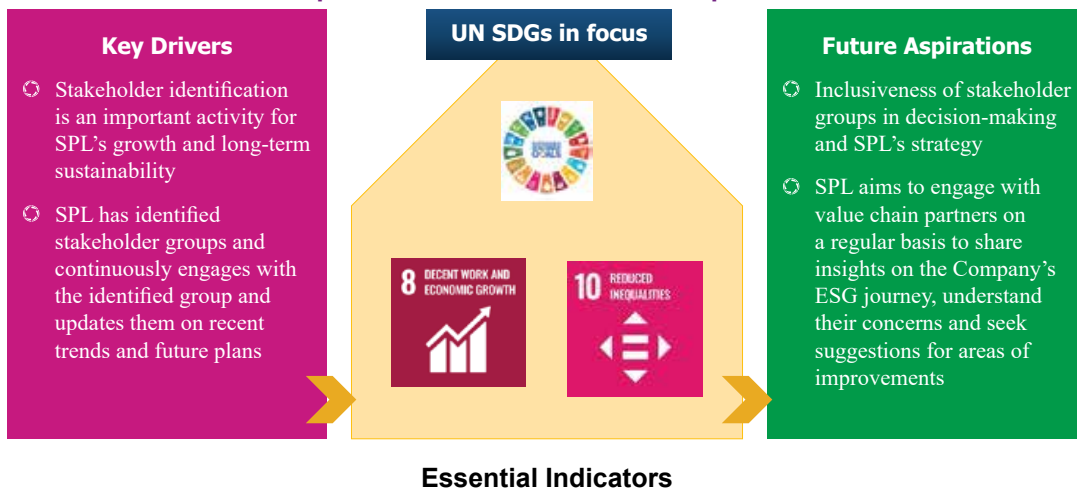 Key Drivers
Stakeholder identification
is an important activity for
SPL’s growth and long-term
sustainability
SPL has identified
stakeholder groups and
continuously engages with
the identified group and
updates them on recent
trends and future plans
UN SDGs in focus
8 DECENT WORK AND
ECONOMIC GROWTH
10 REDUCED
INEQUALITIES
Future Aspirations
Inclusiveness of stakeholder
groups in decision-making
and SPL’s strategy
SPL aims to engage with
value chain partners on
a regular basis to share
insights on the Company’s
ESG journey, understand
their concerns and seek
suggestions for areas of
improvements
Essential Indicators